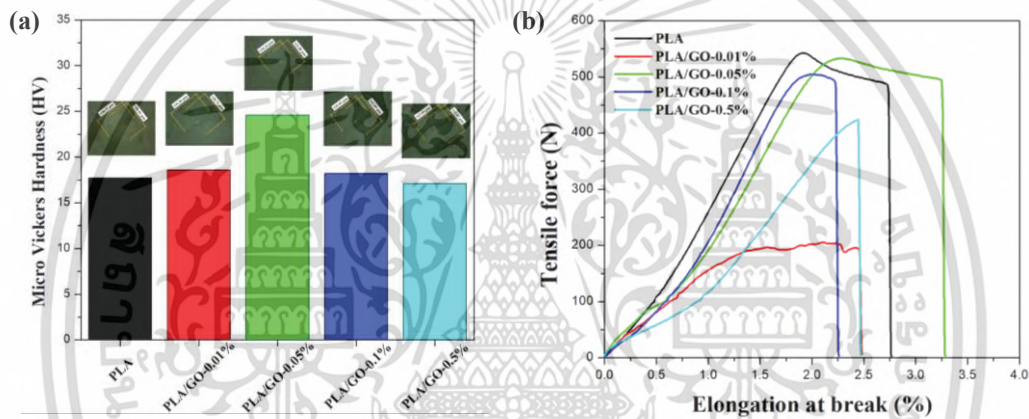 (a)
Micro Vickers Hardness (HV)
35
30
25
20
15
10
5
0
PLA
PLA/GO-0.01%
PLA/GO-0.05%
PLA/GO-0.1%
PLA/GO-0.5%
(b)
Tensile force (N)
600
500
400
300
200
100
0
PLA
PLA/GO-0.01%
PLA/GO-0.05%
PLA/GO-0.1%
PLA/GO-0.5%
0.0 0.5 1.0 1.5 2.0 2.5 3.0 3.5 4.0
Elongation at break (%)